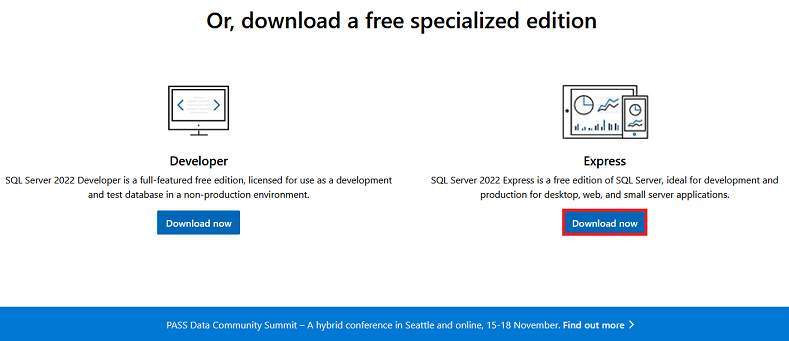 Or, download a free specialized edition
Developer
SQL Server 2022 Developer is a full-featured free edition, licensed for use as a development
and test database in a non-production environment.
Download now
Express
SQL Server 2022 Express is a free edition of SQL Server, ideal for development and
production for desktop, web, and small server applications.
Download now
PASS Data Community Summit – A hybrid conference in Seattle and online, 15-18 November. Find out more